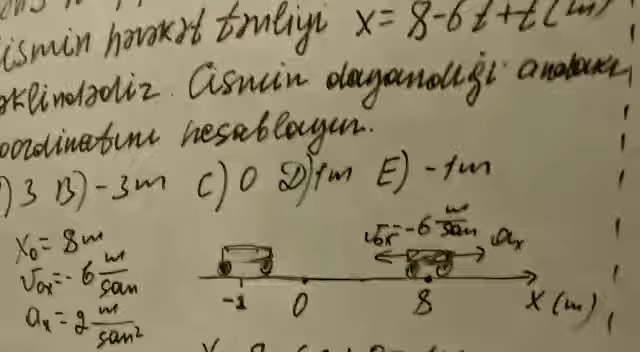 cismin hərəkət tənliyi x=8-6t+t(m)
şəklindədir. Cismin dayandığı andakı
koordinatını hesablayın.
)3 B)-3m C)0 D)1m E)-1m
x₀=8m
v₀ₓ=-6 m/san
aₓ=2 m/san²
v₀ₓ=-6 m/san aₓ
-1 0 8 X(m)